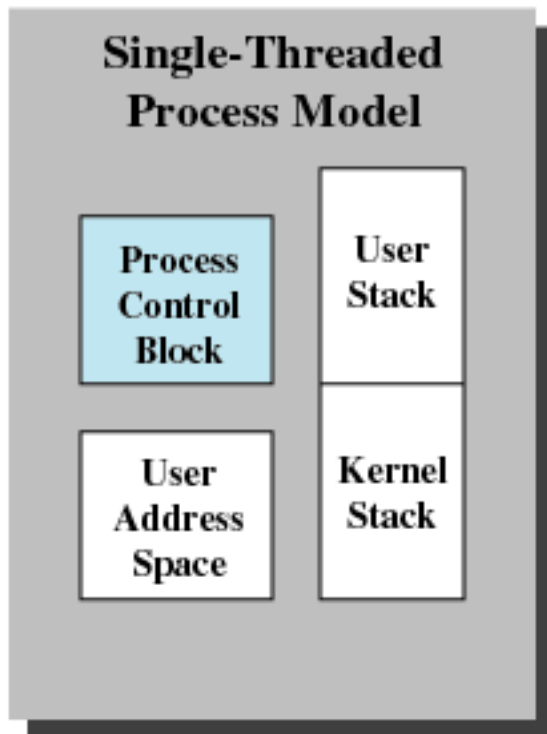 Single-Threaded
Process Model
Process
Control
Block
User
Stack
User
Address
Space
Kernel
Stack